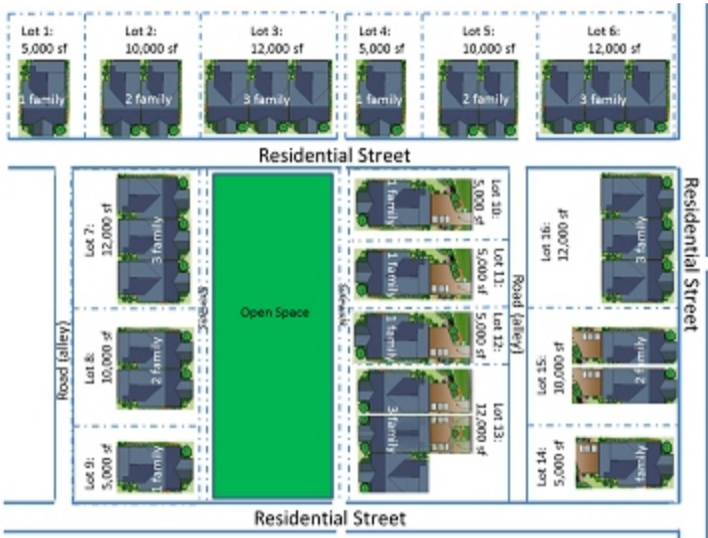 Lot 1:
5,000 sf
1 family
Lot 2:
10,000 sf
2 family
Lot 3:
12,000 sf
3 family
Lot 4:
5,000 sf
1 family
Lot 5:
10,000 sf
2 family
Lot 6:
12,000 sf
3 family
Residential Street
Lot 7:
12,000 sf
3 family
Lot 8:
10,000 sf
2 family
Lot 9:
5,000 sf
1 family
Road (alley)
Open Space
Lot 10:
5,000 sf
1 family
Lot 11:
5,000 sf
1 family
Lot 12:
5,000 sf
1 family
Lot 13:
12,000 sf
3 family
Road (alley)
Lot 16:
12,000 sf
3 family
Lot 15:
10,000 sf
2 family
Lot 14:
5,000 sf
family
Residential Street
Residential Street